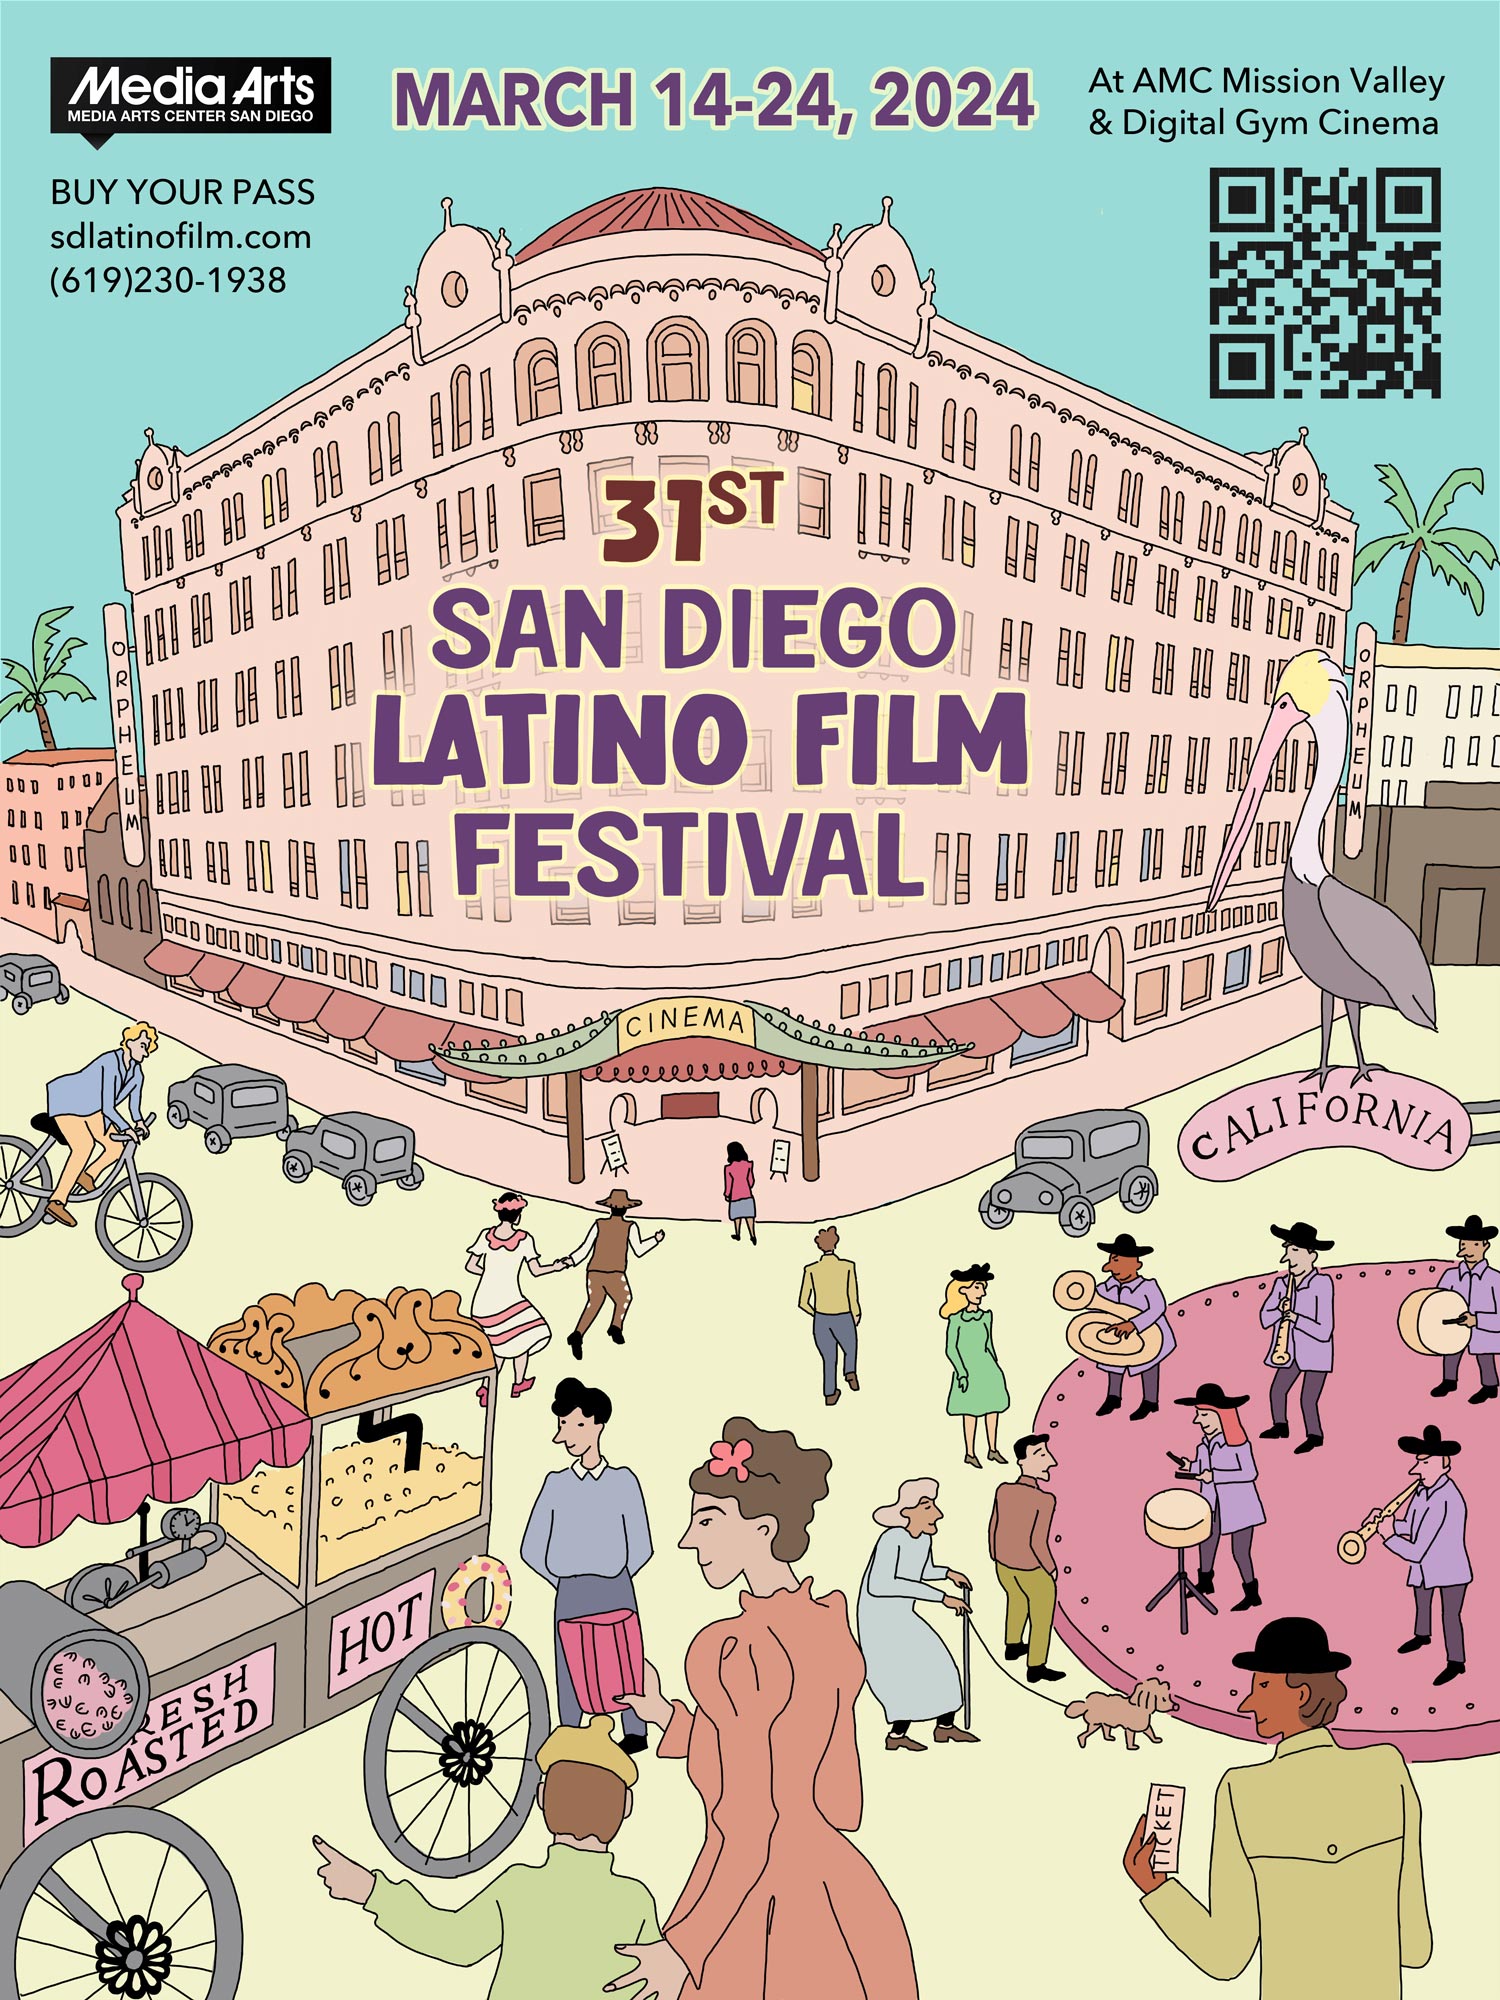 Media Arts
MEDIA ARTS CENTER SAN DIEGO
MARCH 14-24, 2024
At AMC Mission Valley
& Digital Gym Cinema
BUY YOUR PASS
sdlatinofilm.com
(619)230-1938
31ST
SAN DIEGO
LATINO FILM
FESTIVAL
ORPHEUM
ORPHEUM
CINEMA
CALIFORNIA
HOT
RESH
ROASTED
TICKET